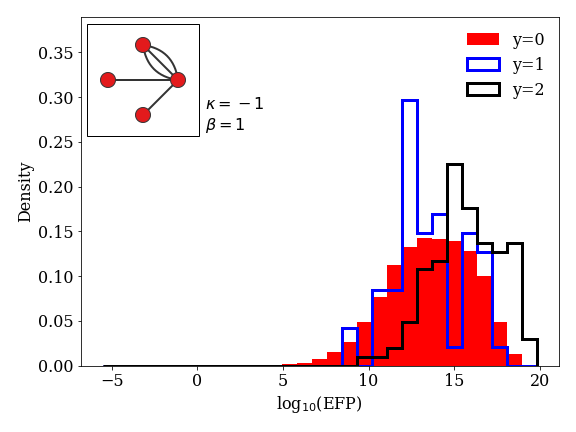 y=0
y=1
y=2
κ = −1
β = 1
Density
0.35
0.30
0.25
0.20
0.15
0.10
0.05
0.00
−5 0 5 10 15 20
log₁₀(EFP)